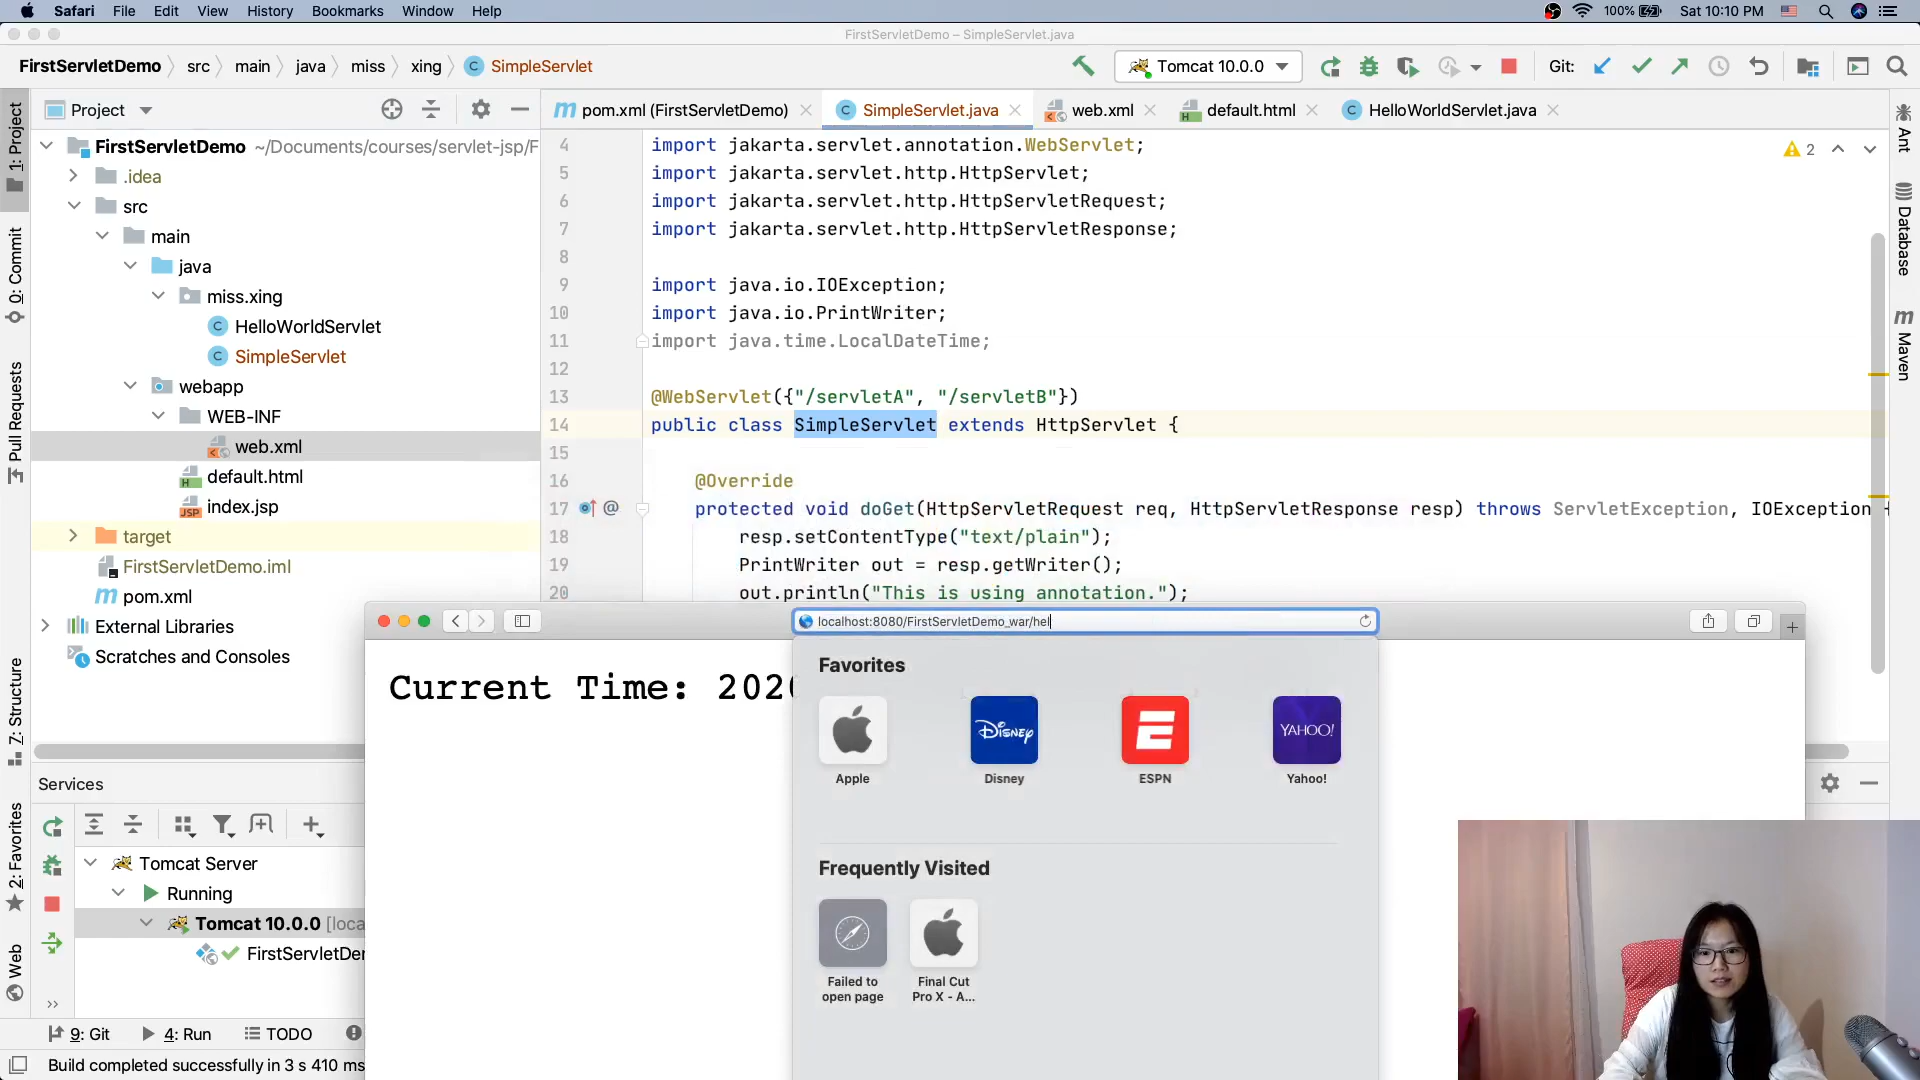 Safari File Edit View History Bookmarks Window Help
100% Sat 10:10 PM
FirstServletDemo – SimpleServlet.java
FirstServletDemo src main java miss xing SimpleServlet
Tomcat 10.0.0
Git:
Project
pom.xml (FirstServletDemo)
SimpleServlet.java
web.xml
default.html
HelloWorldServlet.java
1: Project
0: Commit
Pull Requests
Z: Structure
2: Favorites
Web
Ant
Database
Maven
FirstServletDemo ~/Documents/courses/servlet-jsp/F
.idea
src
main
java
miss.xing
HelloWorldServlet
SimpleServlet
webapp
WEB-INF
web.xml
default.html
index.jsp
target
FirstServletDemo.iml
pom.xml
External Libraries
Scratches and Consoles
2
4 import jakarta.servlet.annotation.WebServlet;
5 import jakarta.servlet.http.HttpServlet;
6 import jakarta.servlet.http.HttpServletRequest;
7 import jakarta.servlet.http.HttpServletResponse;
8
9 import java.io.IOException;
10 import java.io.PrintWriter;
11 import java.time.LocalDateTime;
12
13 @WebServlet({"/servletA", "/servletB"})
14 public class SimpleServlet extends HttpServlet {
15
16 @Override
17 protected void doGet(HttpServletRequest req, HttpServletResponse resp) throws ServletException, IOException {
18 resp.setContentType("text/plain");
19 PrintWriter out = resp.getWriter();
20 out.println("This is using annotation.");
localhost:8080/FirstServletDemo_war/hel
Current Time: 2020
Favorites
Apple
Disney
Disney
E
ESPN
YAHOO!
Yahoo!
Frequently Visited
Failed to open page
Final Cut Pro X - A...
Services
Tomcat Server
Running
Tomcat 10.0.0 [loca
FirstServletDe
9: Git
4: Run
TODO
Build completed successfully in 3 s 410 ms